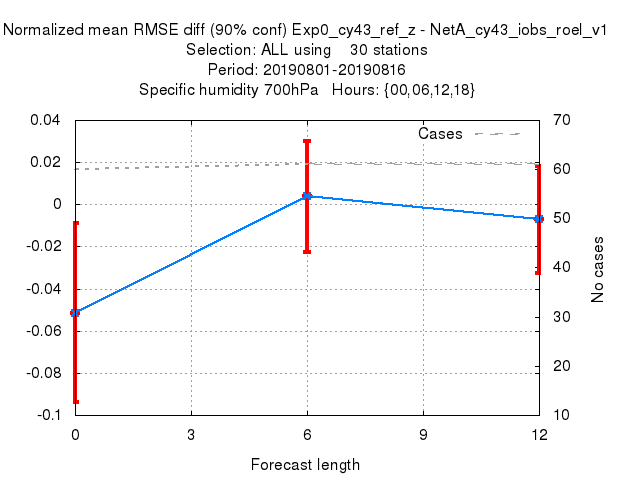 Normalized mean RMSE diff (90% conf) Exp0_cy43_ref_z - NetA_cy43_iobs_roel_v1
Selection: ALL using    30 stations
Period: 20190801-20190816
Specific humidity 700hPa   Hours: {00,06,12,18}
Cases
0.04
0.02
0
-0.02
-0.04
-0.06
-0.08
-0.1
70
60
50
40
30
20
10
No cases
0 3 6 9 12
Forecast length